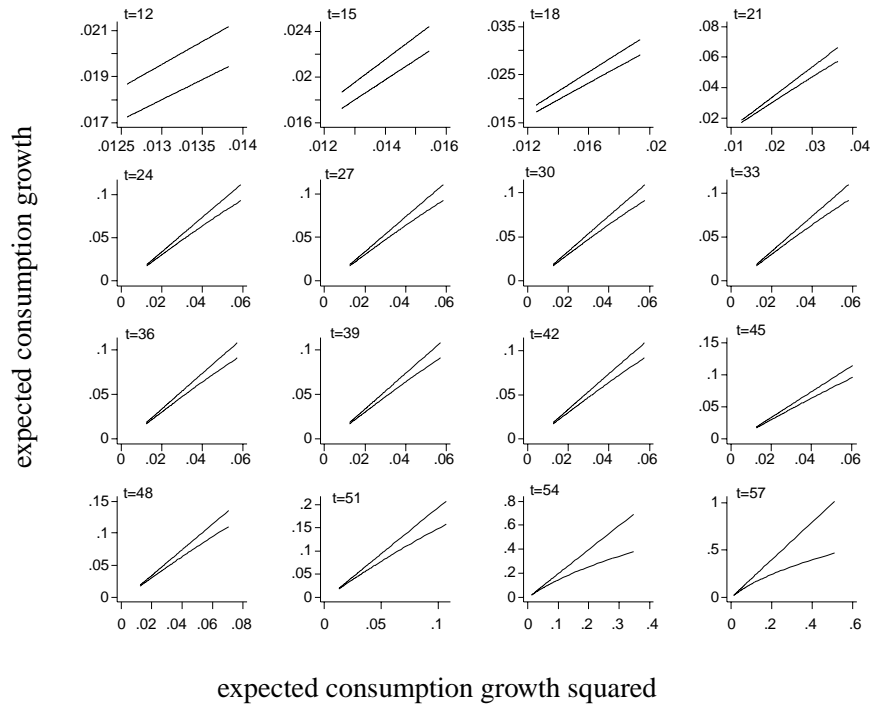 expected consumption growth
t=12
.021
.019
.017
.0125 .013 .0135 .014
t=15
.024
.02
.016
.012 .014 .016
t=18
.035
.025
.015
.012 .016 .02
t=21
.08
.06
.04
.02
.01 .02 .03 .04
t=24
.1
.05
0
0 .02 .04 .06
t=27
.1
.05
0
0 .02 .04 .06
t=30
.1
.05
0
0 .02 .04 .06
t=33
.1
.05
0
0 .02 .04 .06
t=36
.1
.05
0
0 .02 .04 .06
t=39
.1
.05
0
0 .02 .04 .06
t=42
.1
.05
0
0 .02 .04 .06
t=45
.15
.1
.05
0
0 .02 .04 .06
t=48
.15
.1
.05
0
0 .02 .04 .06 .08
t=51
.2
.15
.1
.05
0
0 .05 .1
t=54
.8
.6
.4
.2
0
0 .1 .2 .3 .4
t=57
1
.5
0
0 .2 .4 .6
expected consumption growth squared